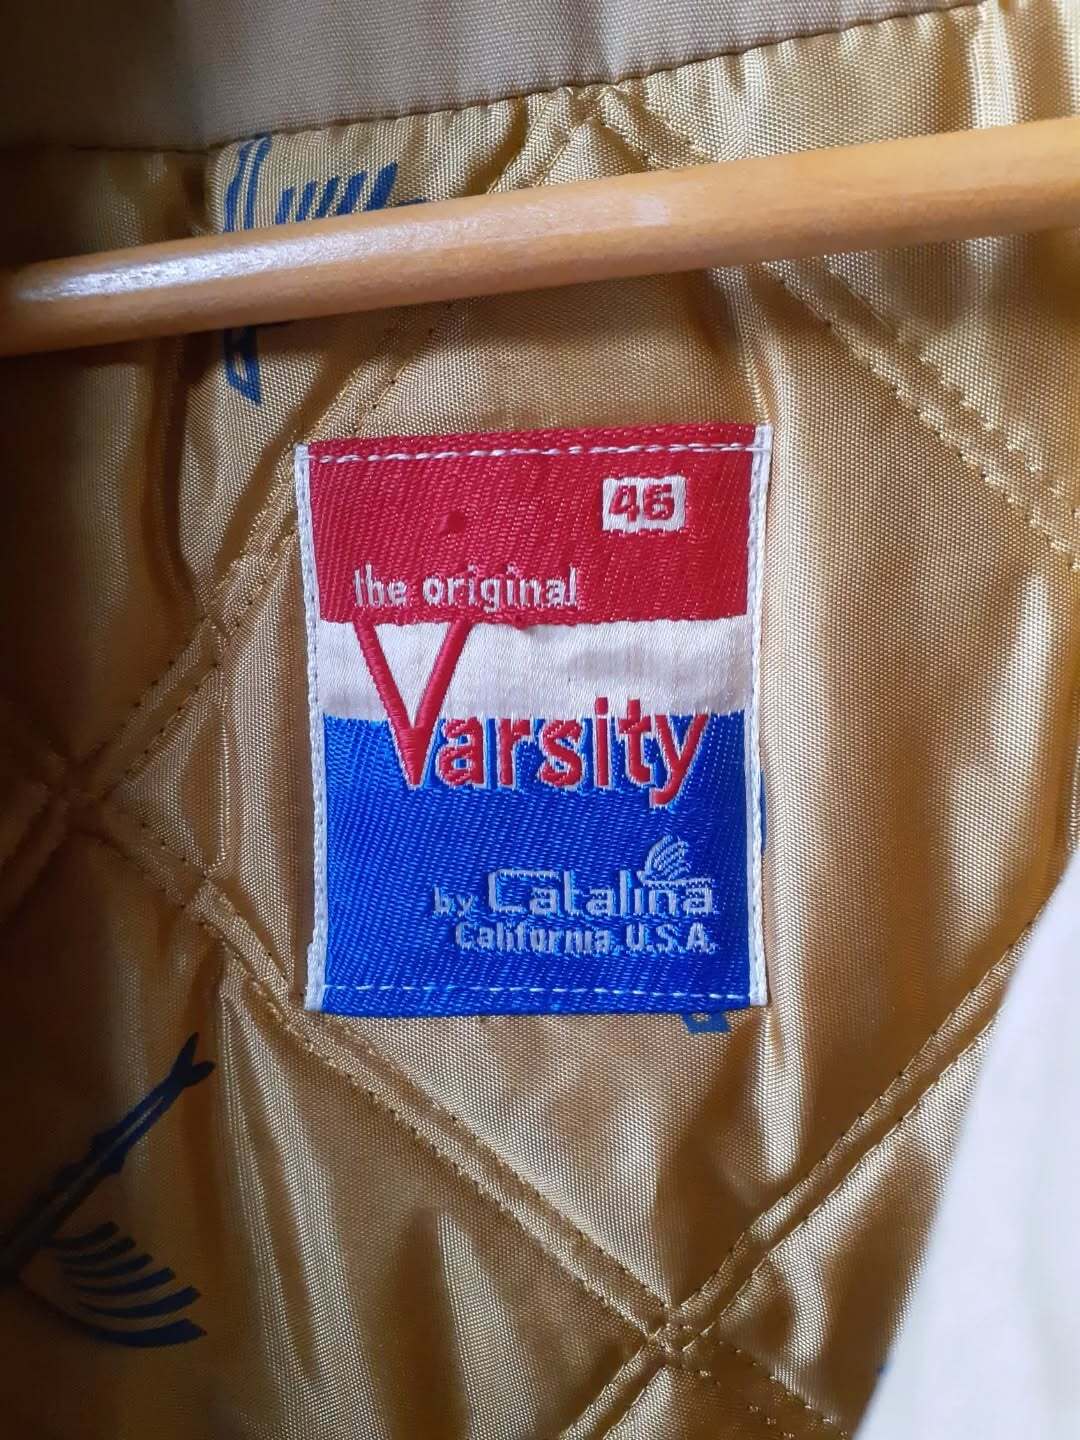 46
the original
Varsity
by Catalina
California, U.S.A.